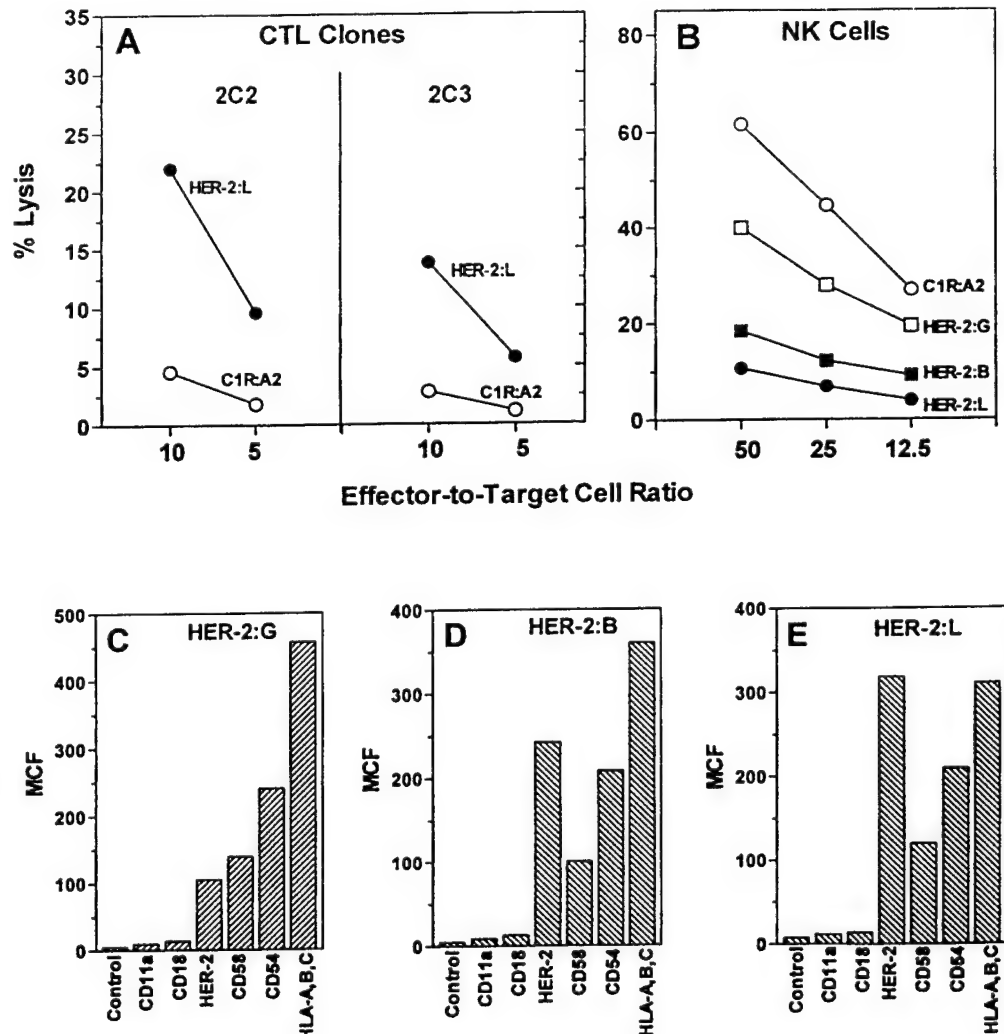 A
CTL Clones
B
NK Cells
35
30
25
20
15
10
5
0
% Lysis
2C2
2C3
HER-2:L
C1R:A2
HER-2:L
C1R:A2
80
60
40
20
0
C1R:A2
HER-2:G
HER-2:B
HER-2:L
10
5
10
5
50
25
12.5
Effector-to-Target Cell Ratio
C
HER-2:G
500
400
300
200
100
0
MCF
Control
CD11a
CD18
HER-2
CD58
CD54
HLA-A,B,C
D
HER-2:B
400
300
200
100
0
MCF
Control
CD11a
CD18
HER-2
CD58
CD54
HLA-A,B,C
E
HER-2:L
400
300
200
100
0
MCF
Control
CD11a
CD18
HER-2
CD58
CD54
HLA-A,B,C